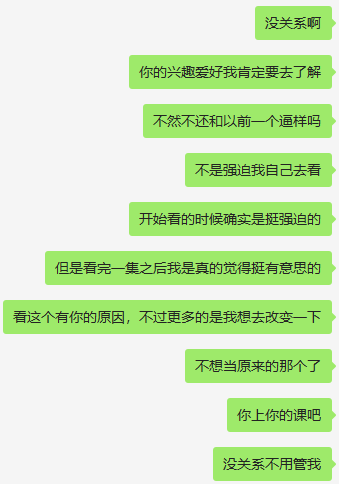 没关系啊
你的兴趣爱好我肯定要去了解
不然不还和以前一个逼样吗
不是强迫我自己去看
开始看的时候确实是挺强迫的
但是看完一集之后我是真的觉得挺有意思的
看这个有你的原因，不过更多的是我想去改变一下
不想当原来的那个了
你上你的课吧
没关系不用管我